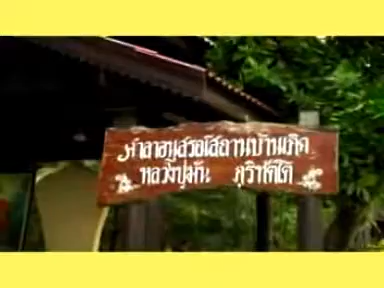 ศาลาอนุสรณ์สถานบ้านเกิด
หลวงปู่มั่น ภูริทัตโต